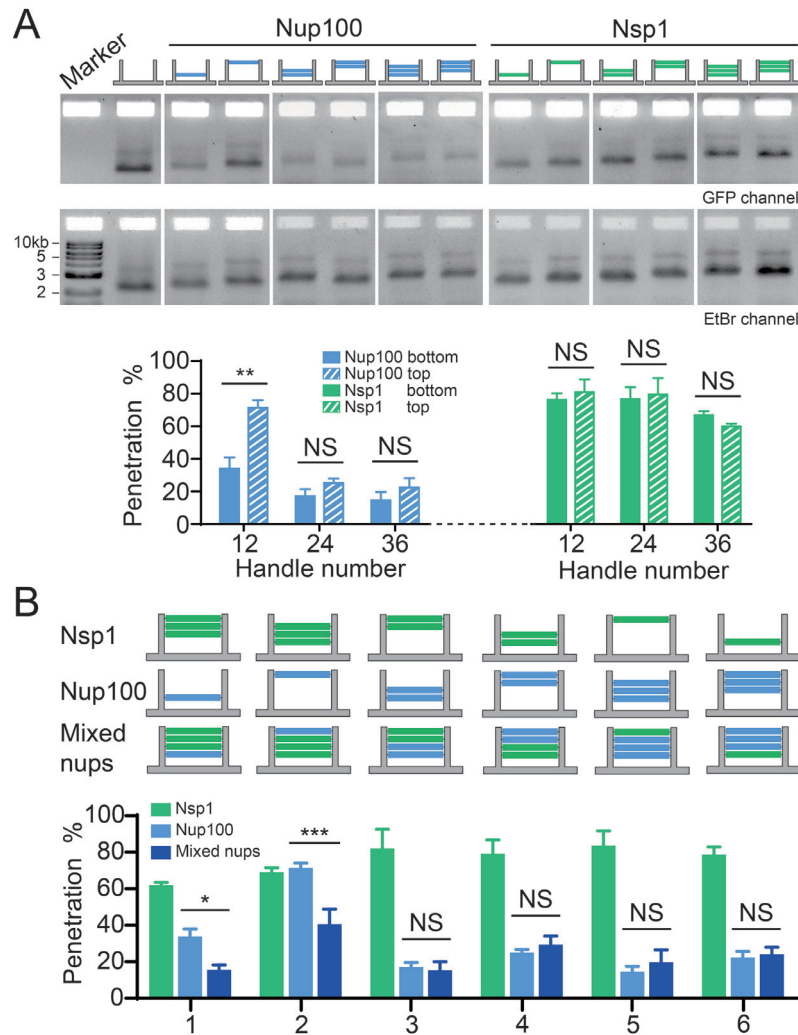 A
Marker
Nup100
Nsp1
GFP channel
10kb
5
3
2
EtBr channel
Penetration %
100
80
60
40
20
0
**
NS
NS
NS
NS
NS
Nup100 bottom
Nup100 top
Nsp1 bottom
Nsp1 top
12
24
36
12
24
36
Handle number
Handle number
B
Nsp1
Nup100
Mixed
nups
Penetration %
100
80
60
40
20
0
Nsp1
Nup100
Mixed nups
*
***
NS
NS
NS
NS
1
2
3
4
5
6